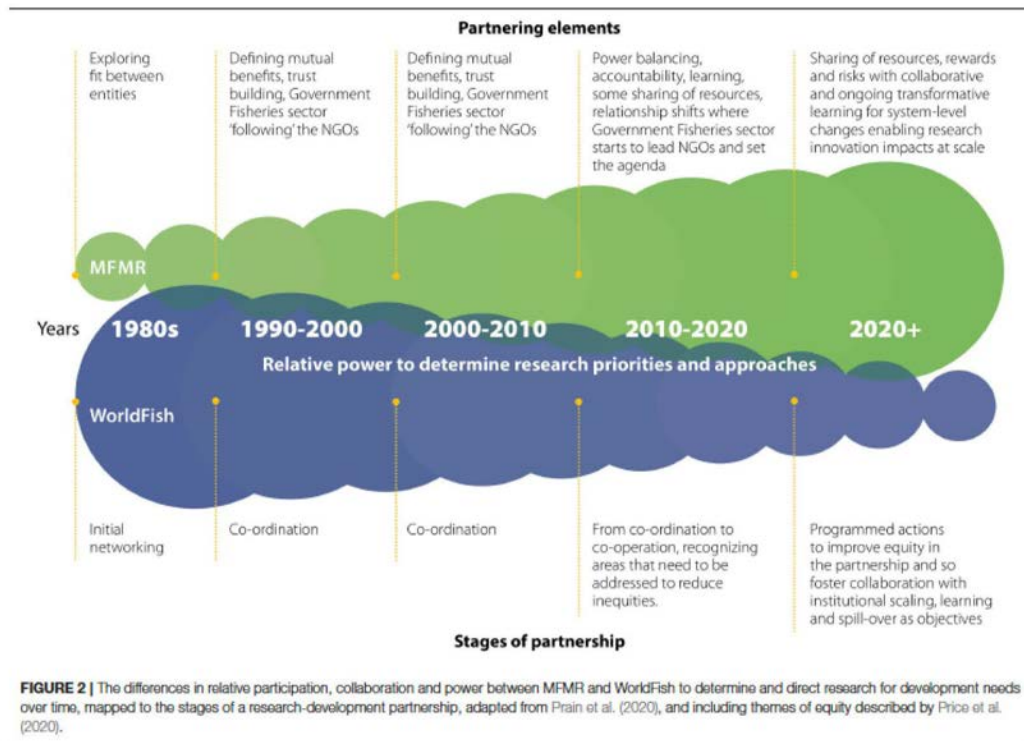 Partnering elements
Exploring
fit between
entities
Defining mutual
benefits, trust
building, Government
Fisheries sector
'following' the NGOs
Defining mutual
benefits, trust
building, Government
Fisheries sector
'following' the NGOs
Power balancing,
accountability, learning,
some sharing of resources,
relationship shifts where
Government Fisheries sector
starts to lead NGOs and set
the agenda
Sharing of resources, rewards
and risks with collaborative
and ongoing transformative
learning for system-level
changes enabling research
innovation impacts at scale
MFMR
Years 1980s 1990-2000 2000-2010 2010-2020 2020+
Relative power to determine research priorities and approaches
WorldFish
Initial
networking
Co-ordination
Co-ordination
From co-ordination to
co-operation, recognizing
areas that need to be
addressed to reduce
inequities.
Programmed actions
to improve equity in
the partnership and so
foster collaboration with
institutional scaling, learning
and spill-over as objectives
Stages of partnership
FIGURE 2 | The differences in relative participation, collaboration and power between MFMR and WorldFish to determine and direct research for development needs
over time, mapped to the stages of a research-development partnership, adapted from Prain et al. (2020), and including themes of equity described by Price et al.
(2020).